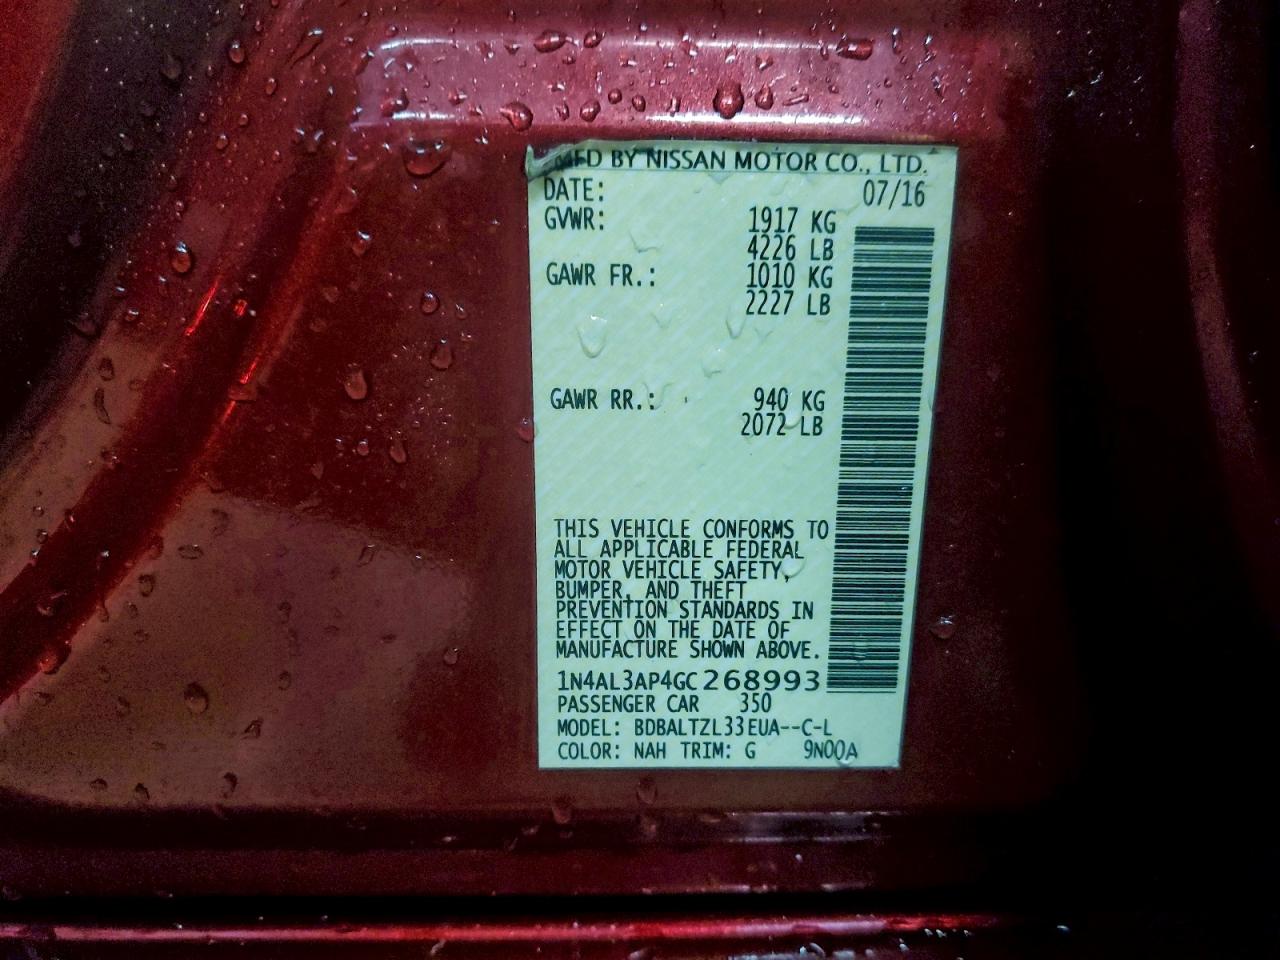 MFD BY NISSAN MOTOR CO., LTD.
DATE: 07/16
GVWR: 1917 KG
4226 LB
GAWR FR.: 1010 KG
2227 LB
GAWR RR.: 940 KG
2072 LB
THIS VEHICLE CONFORMS TO
ALL APPLICABLE FEDERAL
MOTOR VEHICLE SAFETY,
BUMPER, AND THEFT
PREVENTION STANDARDS IN
EFFECT ON THE DATE OF
MANUFACTURE SHOWN ABOVE.
1N4AL3AP4GC268993
PASSENGER CAR 350
MODEL: BDBALTZL33EUA--C-L
COLOR: NAH TRIM: G 9N00A